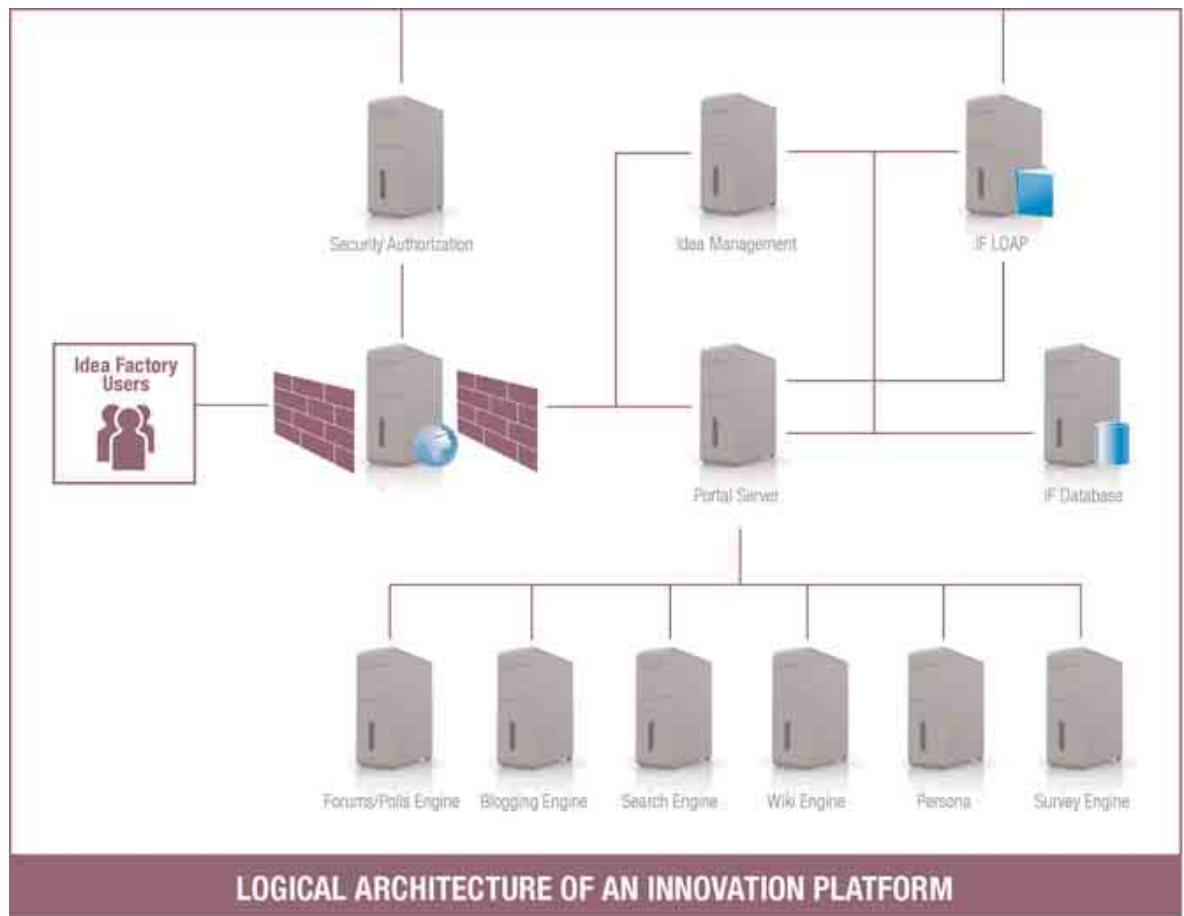 Security Authorization
Idea Management
IF LDAP
Idea Factory
Users
Portal Server
IF Database
Forums/Polls Engine
Blogging Engine
Search Engine
Wiki Engine
Persona
Survey Engine
LOGICAL ARCHITECTURE OF AN INNOVATION PLATFORM